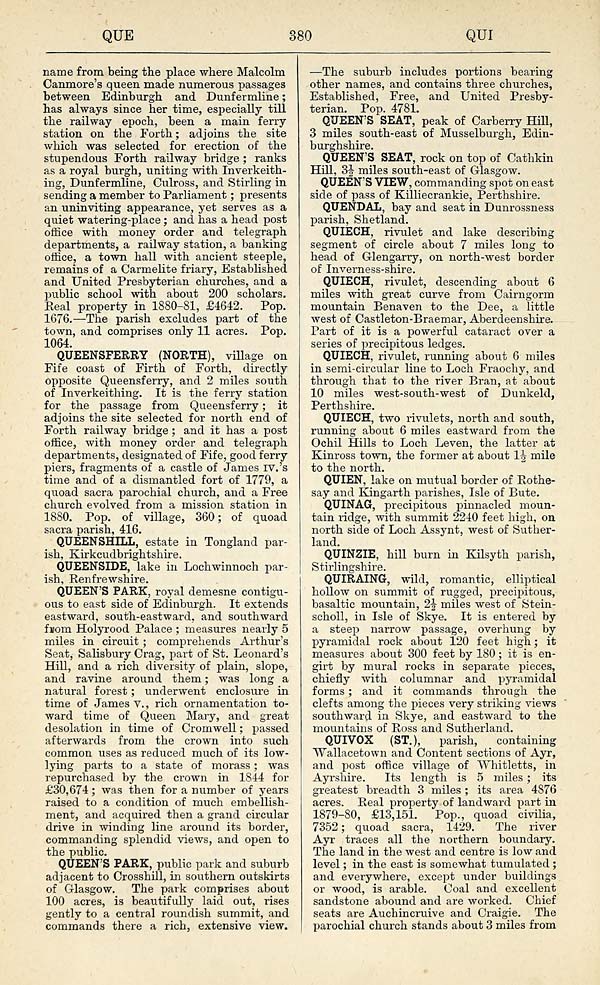 QUE 380 QUI
name from being the place where Malcolm
Canmore's queen made numerous passages
between Edinburgh and Dunfermline;
has always since her time, especially till
the railway epoch, been a main ferry
station on the Forth; adjoins the site
which was selected for erection of the
stupendous Forth railway bridge; ranks
as a royal burgh, uniting with Inverkeith-
ing, Dunfermline, Culross, and Stirling in
sending a member to Parliament; presents
an uninviting appearance, yet serves as a
quiet watering-place; and has a head post
office with money order and telegraph
departments, a railway station, a banking
office, a town hall with ancient steeple,
remains of a Carmelite friary, Established
and United Presbyterian churches, and a
public school with about 200 scholars.
Real property in 1880-81, £4642. Pop.
1676.—The parish excludes part of the
town, and comprises only 11 acres. Pop.
1064.
QUEENSFERRY (NORTH), village on
Fife coast of Firth of Forth, directly
opposite Queensferry, and 2 miles south
of Inverkeithing. It is the ferry station
for the passage from Queensferry; it
adjoins the site selected for north end of
Forth railway bridge; and it has a post
office, with money order and telegraph
departments, designated of Fife, good ferry
piers, fragments of a castle of James IV.'s
time and of a dismantled fort of 1779, a
quoad sacra parochial church, and a Free
church evolved from a mission station in
1880. Pop. of village, 360; of quoad
sacra parish, 416.
QUEENSHILL, estate in Tongland par-
ish, Kirkcudbrightshire.
QUEENSIDE, lake in Lochwinnoch par-
ish, Renfrewshire.
QUEEN'S PARK, royal demesne contigu-
ous to east side of Edinburgh. It extends
eastward, south-eastward, and southward
from Holyrood Palace; measures nearly 5
miles in circuit; comprehends Arthur's
Seat, Salisbury Crag, part of St. Leonard's
Hill, and a rich diversity of plain, slope,
and ravine around them; was long a
natural forest; underwent enclosure in
time of James V., rich ornamentation to-
ward time of Queen Mary, and great
desolation in time of Cromwell; passed
afterwards from the crown into such
common uses as reduced much of its low-
lying parts to a state of morass; was
repurchased by the crown in 1844 for
£30,674; was then for a number of years
raised to a condition of much embellish-
ment, and acquired then a grand circular
drive in winding line around its border,
commanding splendid views, and open to
the public.
QUEEN'S PARK, public park and suburb
adjacent to Crosshill, in southern outskirts
of Glasgow. The park comprises about
100 acres, is beautifully laid out, rises
gently to a central roundish summit, and
commands there a rich, extensive view.
—The suburb includes portions bearing
other names, and contains three churches,
Established, Free, and United Presby-
terian. Pop. 4781.
QUEEN'S SEAT, peak of Carberry Hill,
3 miles south-east of Musselburgh, Edin-
burghshire.
QUEEN'S SEAT, rock on top of Cathkin
Hill, 3½ miles south-east of Glasgow.
QUEEN'S VIEW, commanding spot on east
side of pass of Killiecrankie, Perthshire.
QUENDAL, bay and seat in Dunrossness
parish, Shetland.
QUIECH, rivulet and lake describing
segment of circle about 7 miles long to
head of Glengarry, on north-west border
of Inverness-shire.
QUIECH, rivulet, descending about 6
miles with great curve from Cairngorm
mountain Benaven to the Dee, a little
west of Castleton-Braemar, Aberdeenshire.
Part of it is a powerful cataract over a
series of precipitous ledges.
QUIECH, rivulet, running about 6 miles
in semi-circular line to Loch Fraochy, and
through that to the river Bran, at about
10 miles west-south-west of Dunkeld,
Perthshire.
QUIECH, two rivulets, north and south,
running about 6 miles eastward from the
Ochil Hills to Loch Leven, the latter at
Kinross town, the former at about 1½ mile
to the north.
QUIEN, lake on mutual border of Rothe-
say and Kingarth parishes, Isle of Bute.
QUINAG, precipitous pinnacled moun-
tain ridge, with summit 2240 feet high, on
north side of Loch Assynt, west of Suther-
land.
QUINZIE, hill burn in Kilsyth parish,
Stirlingshire.
QUIRAING, wild, romantic, elliptical
hollow on summit of rugged, precipitous,
basaltic mountain, 2½ miles west of Stein-
scholl, in Isle of Skye. It is entered by
a steep narrow passage, overhung by
pyramidal rock about 120 feet high; it
measures about 300 feet by 180; it is en-
girt by mural rocks in separate pieces,
chiefly with columnar and pyramidal
forms; and it commands through the
clefts among the pieces very striking views
southward in Skye, and eastward to the
mountains of Ross and Sutherland.
QUIVOX (ST.), parish, containing
Wallacetown and Content sections of Ayr,
and post office village of Whitletts, in
Ayrshire. Its length is 5 miles; its
greatest breadth 3 miles; its area 4876
acres. Real property of landward part in
1879-80, £13,151. Pop., quoad civilia,
7352; quoad sacra, 1429. The river
Ayr traces all the northern boundary.
The land in the west and centre is low and
level; in the east is somewhat tumulated;
and everywhere, except under buildings
or wood, is arable. Coal and excellent
sandstone abound and are worked. Chief
seats are Auchincruive and Craigie. The
parochial church stands about 3 miles from